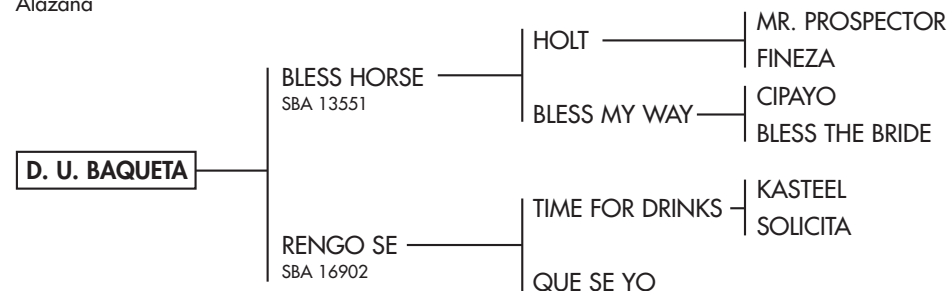 Alazana
MR. PROSPECTOR
HOLT
FINEZA
BLESS HORSE
SBA 13551
CIPAYO
BLESS MY WAY
BLESS THE BRIDE
D. U. BAQUETA
KASTEEL
TIME FOR DRINKS
SOLICITA
RENGO SE
SBA 16902
QUE SE YO